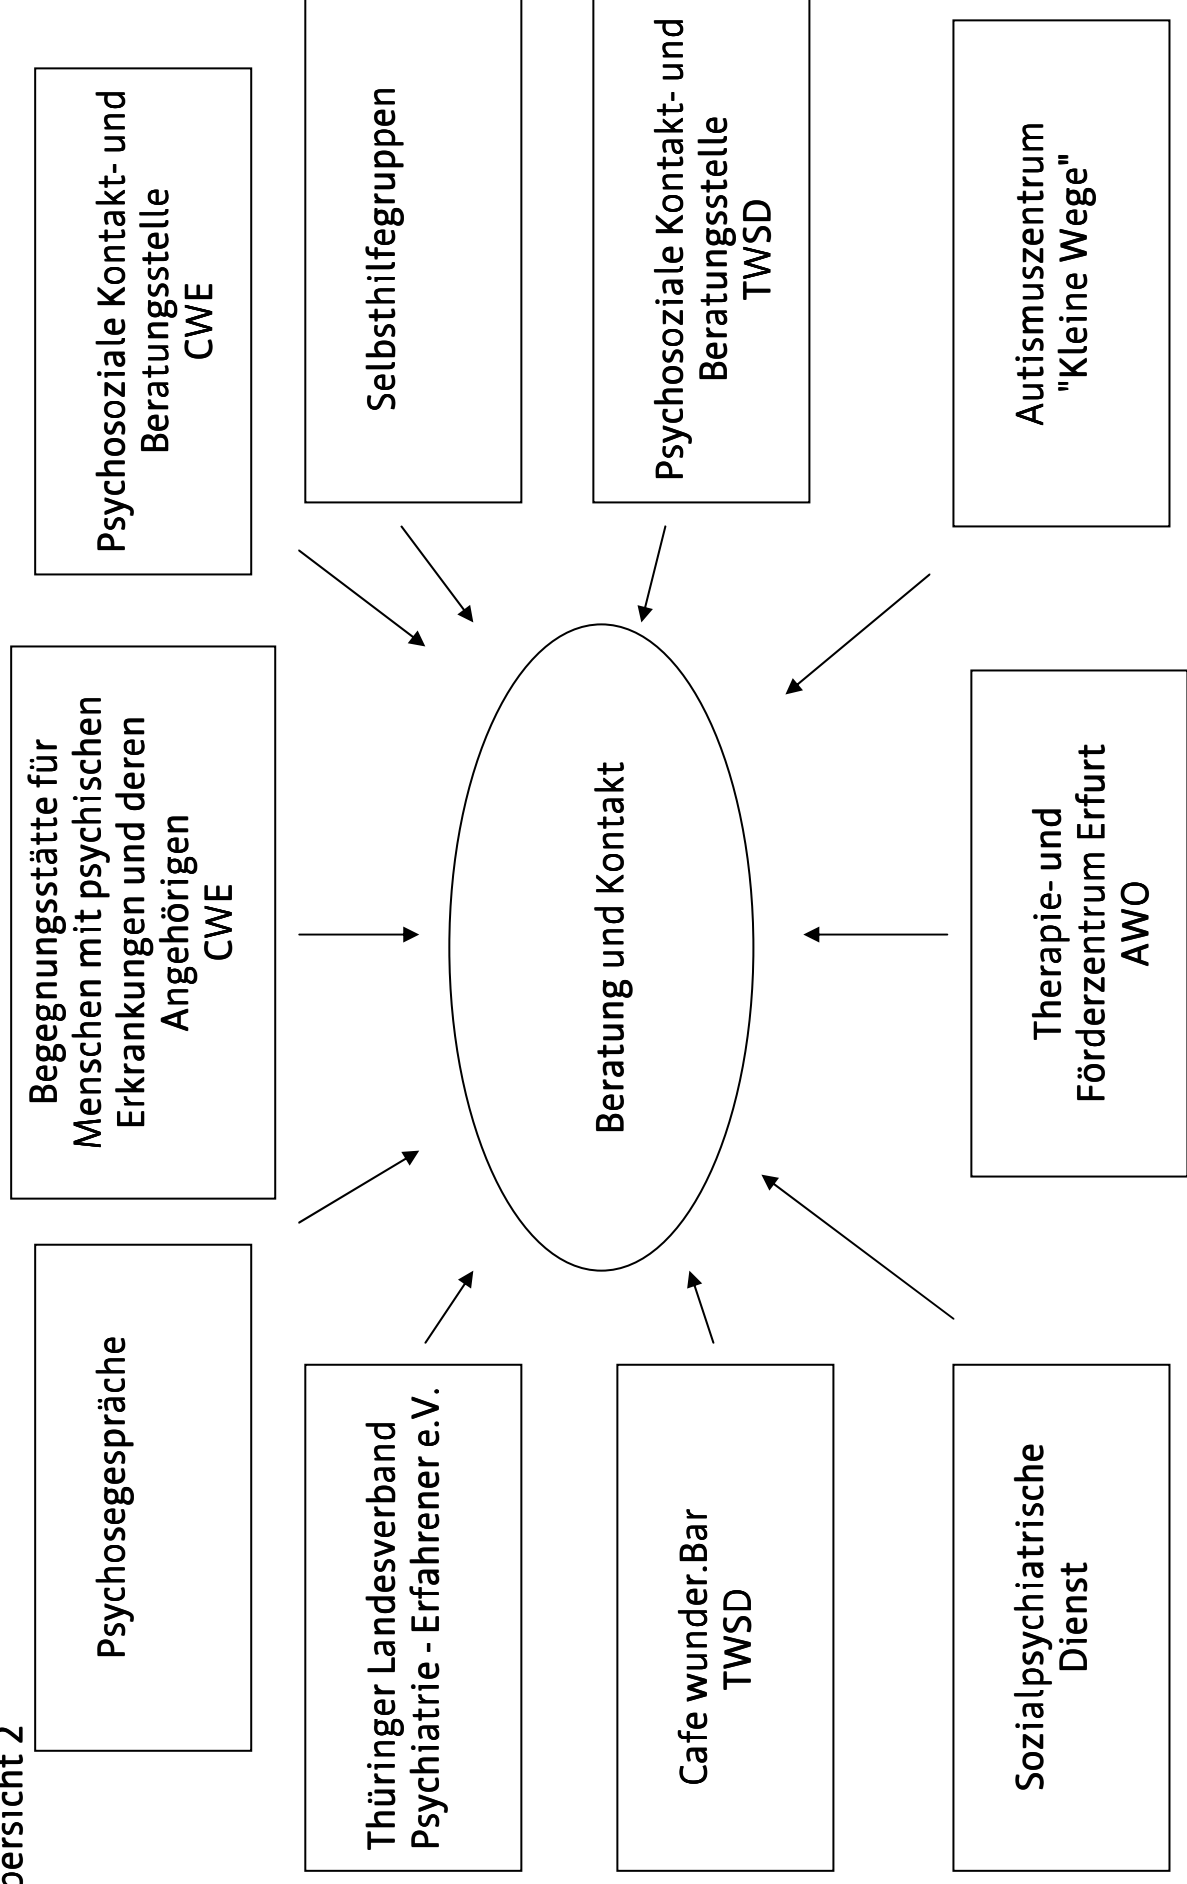 Psychosegespräche
Begegnungsstätte für
Menschen mit psychischen
Erkrankungen und deren
Angehörigen
CWE
Psychosoziale Kontakt- und
Beratungsstelle
CWE
Thüringer Landesverband
Psychiatrie - Erfahrener e.V.
Selbsthilfegruppen
Beratung und Kontakt
Cafe wunder.Bar
TWSD
Psychosoziale Kontakt- und
Beratungsstelle
TWSD
Sozialpsychiatrische
Dienst
Therapie- und
Förderzentrum Erfurt
AWO
Autismuszentrum
"Kleine Wege"